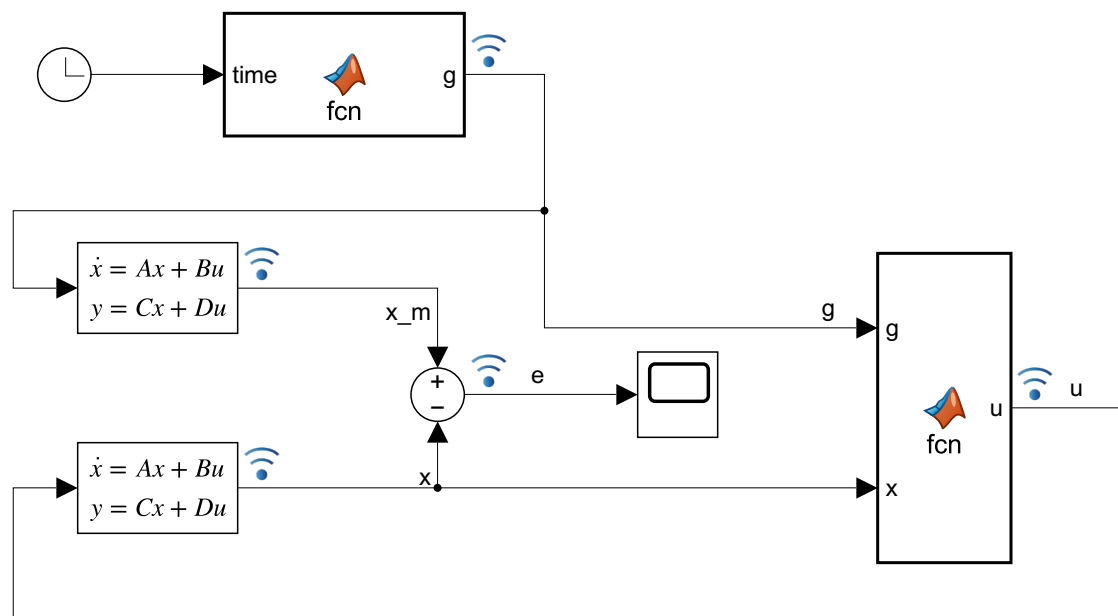 time
g
fcn
ẋ = Ax + Bu
y = Cx + Du
x_m
+
−
e
g
g
u
u
fcn
ẋ = Ax + Bu
y = Cx + Du
x
x